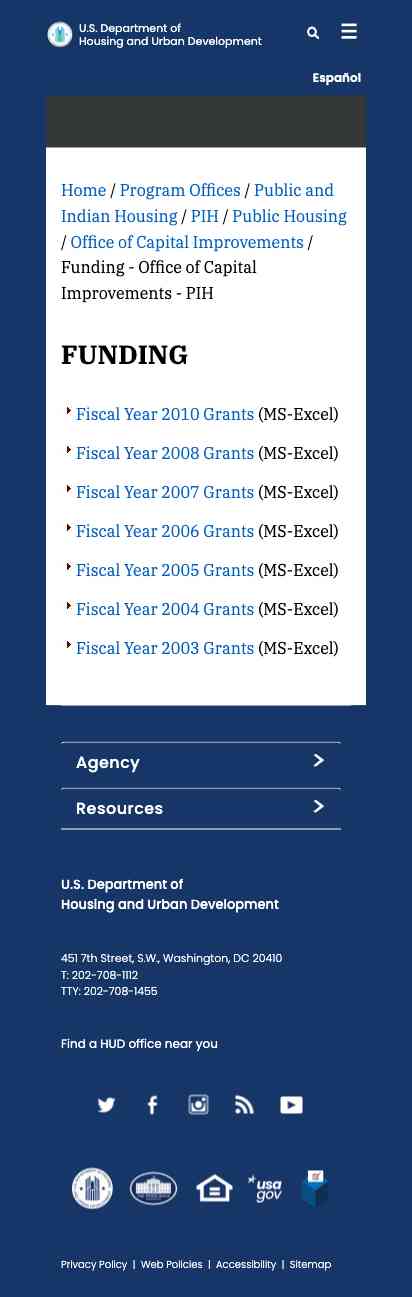 U.S. Department of
Housing and Urban Development
Español
Home / Program Offices / Public and
Indian Housing / PIH / Public Housing
/ Office of Capital Improvements /
Funding - Office of Capital
Improvements - PIH
FUNDING
Fiscal Year 2010 Grants (MS-Excel)
Fiscal Year 2008 Grants (MS-Excel)
Fiscal Year 2007 Grants (MS-Excel)
Fiscal Year 2006 Grants (MS-Excel)
Fiscal Year 2005 Grants (MS-Excel)
Fiscal Year 2004 Grants (MS-Excel)
Fiscal Year 2003 Grants (MS-Excel)
Agency
Resources
U.S. Department of
Housing and Urban Development
451 7th Street, S.W., Washington, DC 20410
T: 202-708-1112
TTY: 202-708-1455
Find a HUD office near you
usa
gov
Privacy Policy | Web Policies | Accessibility | Sitemap